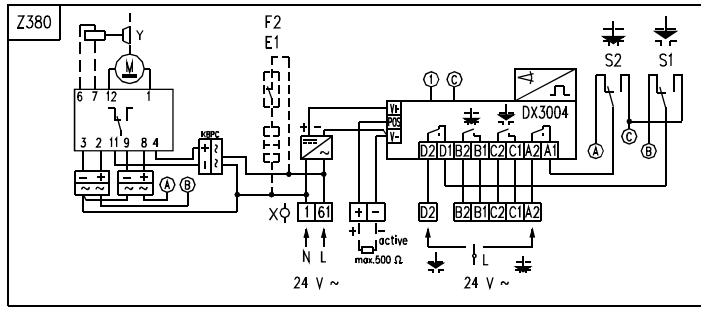 Z380
F2
E1
S2 S1
Y
M
6 7 12 1
3 2 11 9 8 4
KBPC
+ -
~
- + - +
~ ~ ~ ~
A B
+ -
~
1 C
V+
POS
V-
DX3004
D2 D1 B2 B1 C2 C1 A2 A1
A C B
X 1 61
+ -
D2 B2 B1 C2 C1 A2
N L
+ - active
max.500 Ω
L
24 V ~ 24 V ~